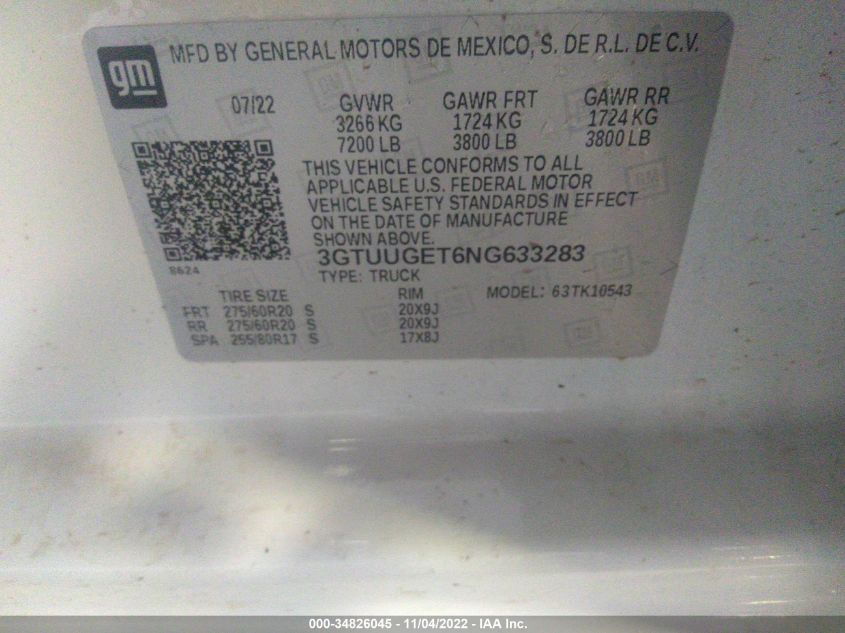 gm
MFD BY GENERAL MOTORS DE MEXICO, S. DE R.L. DE C.V.
07/22 GVWR GAWR FRT GAWR RR
3266 KG 1724 KG 1724 KG
7200 LB 3800 LB 3800 LB
THIS VEHICLE CONFORMS TO ALL
APPLICABLE U.S. FEDERAL MOTOR
VEHICLE SAFETY STANDARDS IN EFFECT
ON THE DATE OF MANUFACTURE
SHOWN ABOVE.
3GTUUGET6NG633283
8624
TYPE: TRUCK
TIRE SIZE RIM MODEL: 63TK10543
FRT 275/60R20 S 20X9J
RR 275/60R20 S 20X9J
SPA 255/80R17 S 17X8J
000-34826045 - 11/04/2022 - IAA Inc.